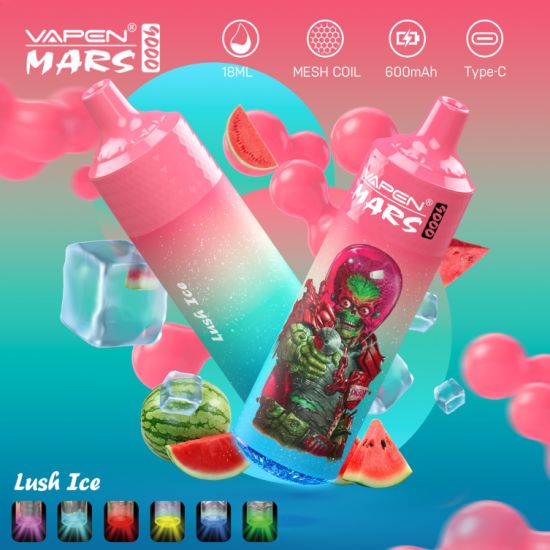 VAPEN®
MARS 9000
18ML
MESH COIL
600mAh
Type-C
VAPEN®
MARS 9000
Lush Ice
Lush Ice